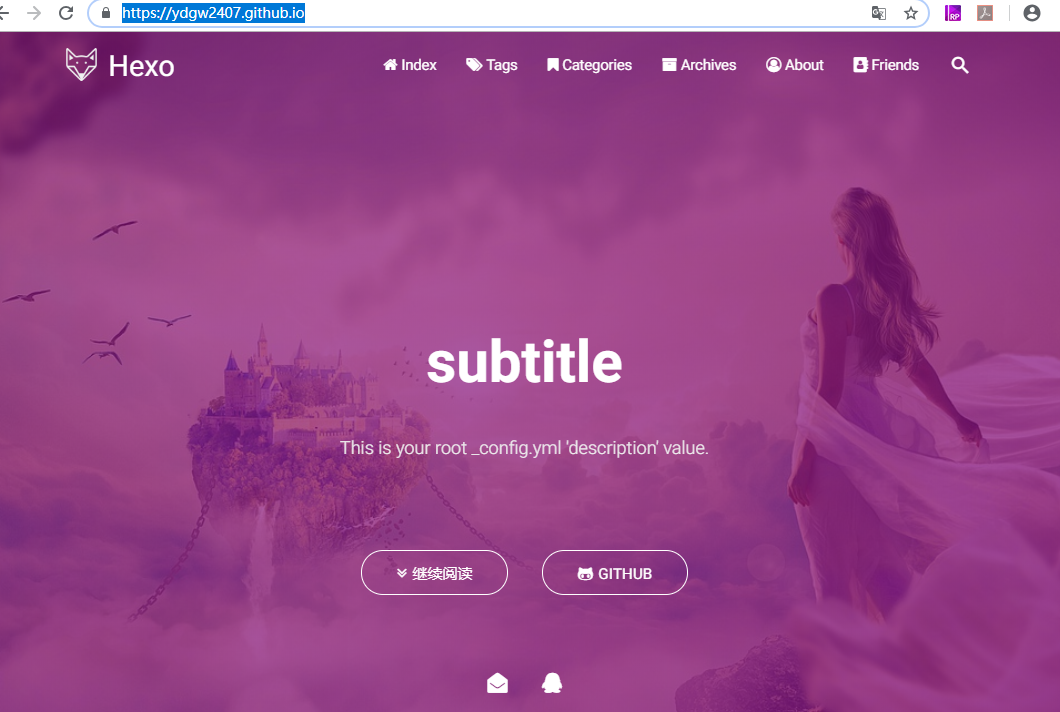 https://ydgw2407.github.io
Hexo
Index Tags Categories Archives About Friends
subtitle
This is your root _config.yml 'description' value.
继续阅读 GITHUB